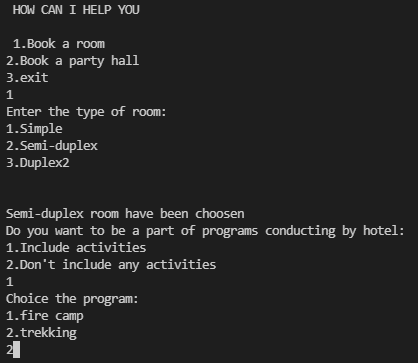 HOW CAN I HELP YOU
1.Book a room
2.Book a party hall
3.exit
1
Enter the type of room:
1.Simple
2.Semi-duplex
3.Duplex2
Semi-duplex room have been choosen
Do you want to be a part of programs conducting by hotel:
1.Include activities
2.Don't include any activities
1
Choice the program:
1.fire camp
2.trekking
2